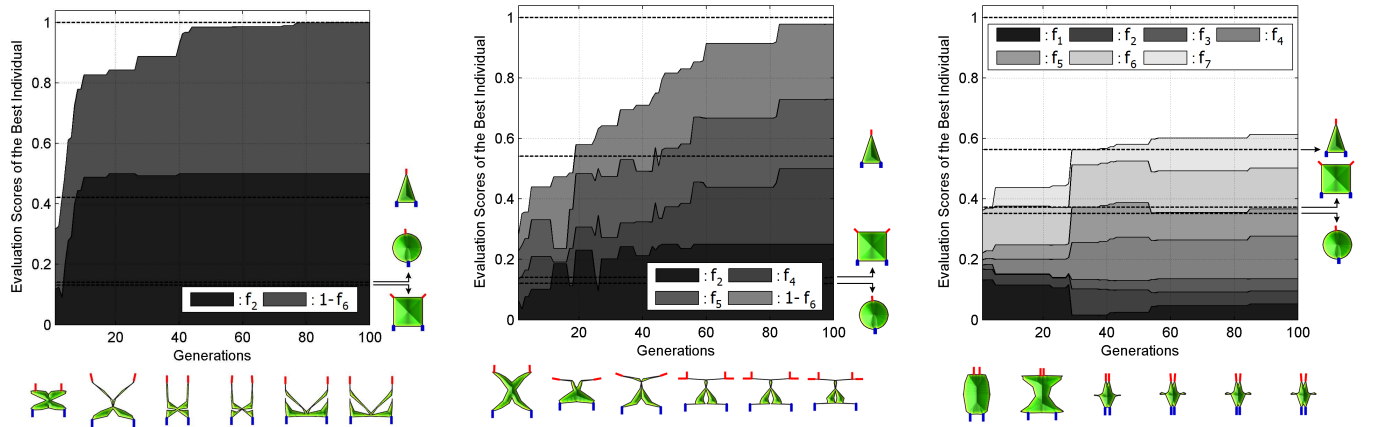 Evaluation Scores of the Best Individual
1
0.8
0.6
0.4
0.2
0
: f2 : 1-f6
20 40 60 80 100
Generations
Evaluation Scores of the Best Individual
1
0.8
0.6
0.4
0.2
0
: f2 : f4
: f5 : 1-f6
20 40 60 80 100
Generations
Evaluation Scores of the Best Individual
1
0.8
0.6
0.4
0.2
0
: f1 : f2 : f3 : f4
: f5 : f6 : f7
20 40 60 80 100
Generations